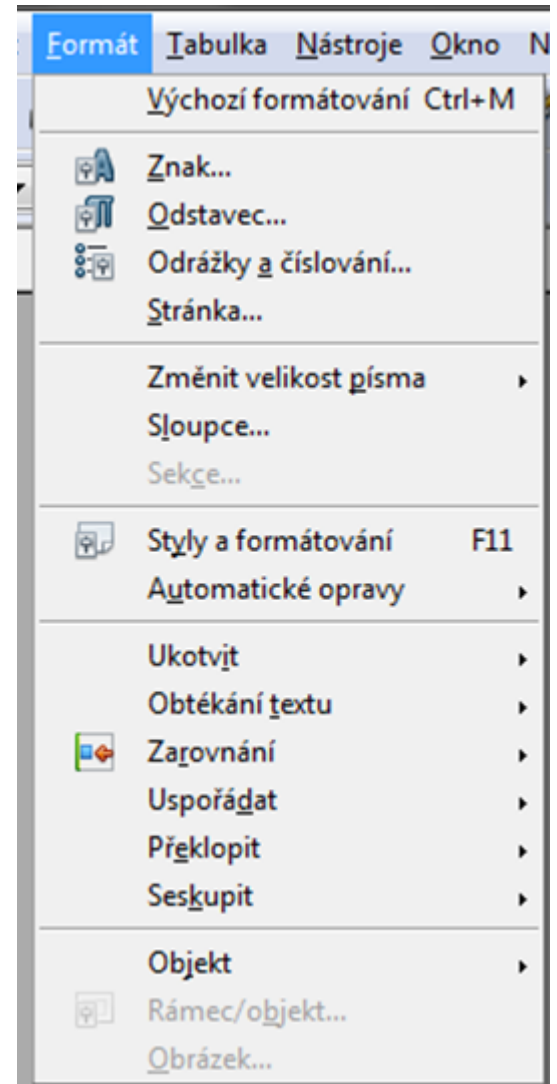 Formát Tabulka Nástroje Okno N
Výchozí formátování Ctrl+M
Znak...
Odstavec...
Odrážky a číslování...
Stránka...
Změnit velikost písma
Sloupce...
Sekce...
Styly a formátování F11
Automatické opravy
Ukotvit
Obtékání textu
Zarovnání
Uspořádat
Překlopit
Seskupit
Objekt
Rámec/objekt...
Obrázek...